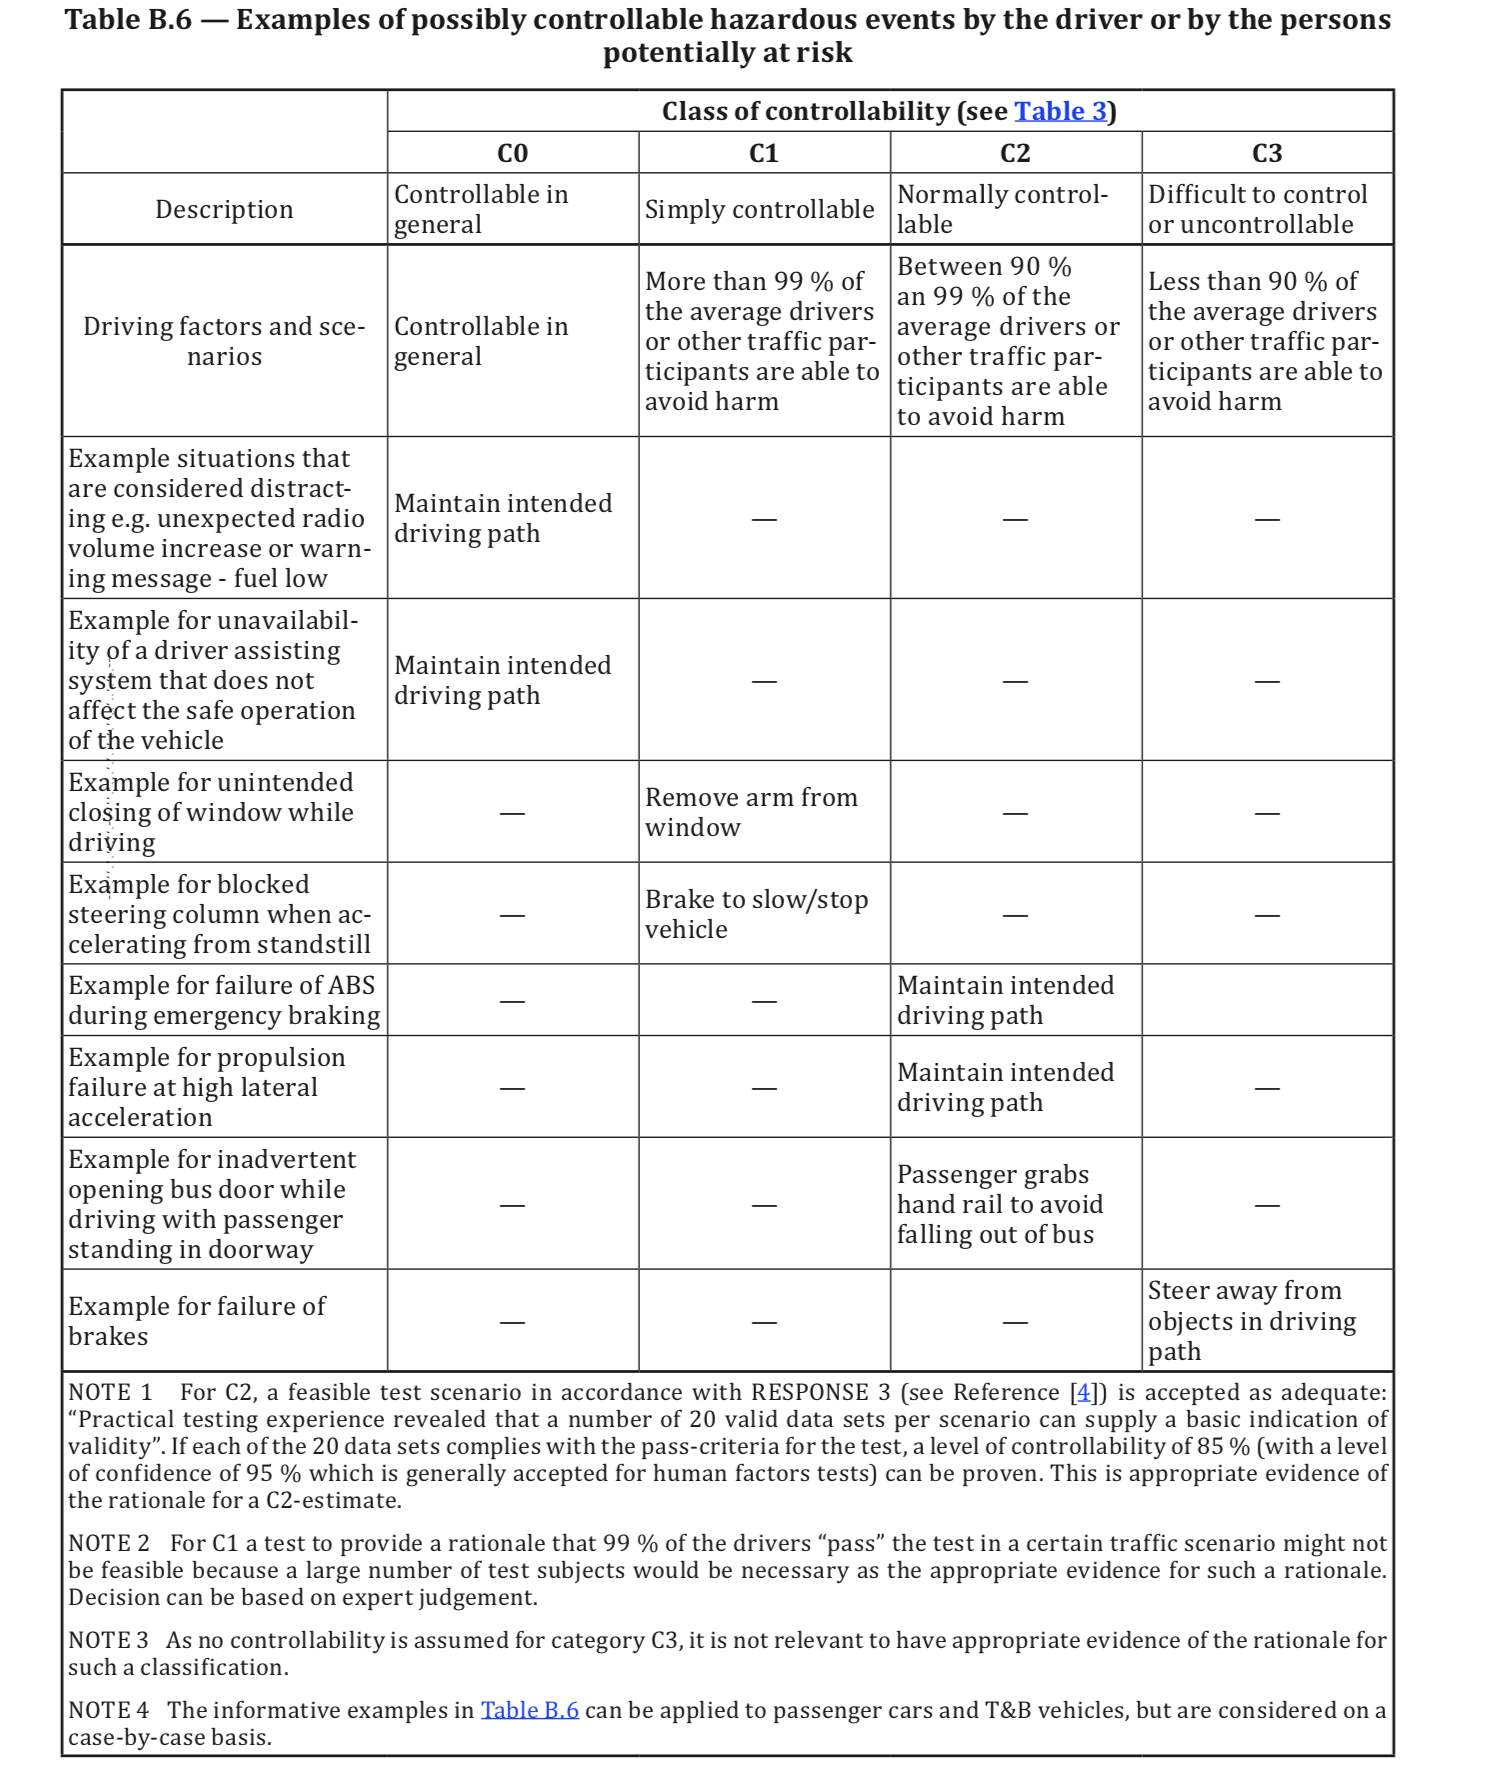 Table B.6 — Examples of possibly controllable hazardous events by the driver or by the persons
potentially at risk
Class of controllability (see Table 3)
C0 C1 C2 C3
Description
Controllable in
general
Simply controllable
Normally control-
lable
Difficult to control
or uncontrollable
Driving factors and sce-
narios
Controllable in
general
More than 99 % of
the average drivers
or other traffic par-
ticipants are able to
avoid harm
Between 90 %
an 99 % of the
average drivers or
other traffic par-
ticipants are able
to avoid harm
Less than 90 % of
the average drivers
or other traffic par-
ticipants are able to
avoid harm
Example situations that
are considered distract-
ing e.g. unexpected radio
volume increase or warn-
ing message - fuel low
Maintain intended
driving path
—
—
—
Example for unavailabil-
ity of a driver assisting
system that does not
affect the safe operation
of the vehicle
Maintain intended
driving path
—
—
—
Example for unintended
closing of window while
driving
—
Remove arm from
window
—
—
Example for blocked
steering column when ac-
celerating from standstill
—
Brake to slow/stop
vehicle
—
—
Example for failure of ABS
during emergency braking
—
—
Maintain intended
driving path
Example for propulsion
failure at high lateral
acceleration
—
—
Maintain intended
driving path
—
Example for inadvertent
opening bus door while
driving with passenger
standing in doorway
—
—
Passenger grabs
hand rail to avoid
falling out of bus
—
Example for failure of
brakes
—
—
—
Steer away from
objects in driving
path
NOTE 1 For C2, a feasible test scenario in accordance with RESPONSE 3 (see Reference [4]) is accepted as adequate:
“Practical testing experience revealed that a number of 20 valid data sets per scenario can supply a basic indication of
validity”. If each of the 20 data sets complies with the pass-criteria for the test, a level of controllability of 85 % (with a level
of confidence of 95 % which is generally accepted for human factors tests) can be proven. This is appropriate evidence of
the rationale for a C2-estimate.
NOTE 2 For C1 a test to provide a rationale that 99 % of the drivers “pass” the test in a certain traffic scenario might not
be feasible because a large number of test subjects would be necessary as the appropriate evidence for such a rationale.
Decision can be based on expert judgement.
NOTE 3 As no controllability is assumed for category C3, it is not relevant to have appropriate evidence of the rationale for
such a classification.
NOTE 4 The informative examples in Table B.6 can be applied to passenger cars and T&B vehicles, but are considered on a
case-by-case basis.